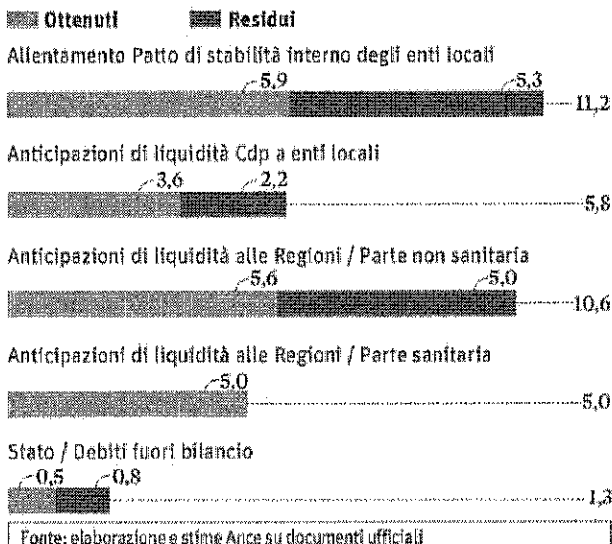 Ottenuti Residui
Allentamento Patto di stabilità interno degli enti locali
5,9 5,3
11,2
Anticipazioni di liquidità Cdp a enti locali
3,6 2,2
5,8
Anticipazioni di liquidità alle Regioni / Parte non sanitaria
5,6 5,0
10,6
Anticipazioni di liquidità alle Regioni / Parte sanitaria
5,0
5,0
Stato / Debiti fuori bilancio
0,5 0,8
1,3
Fonte: elaborazione e stime Ance su documenti ufficiali